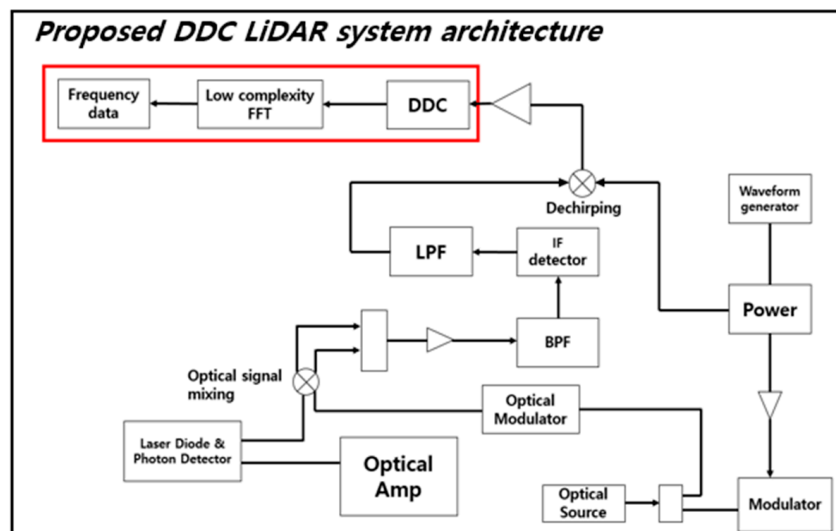 Proposed DDC LiDAR system architecture
Frequency
data
Low complexity
FFT
DDC
Dechirping
Waveform
generator
LPF
IF
detector
Power
BPF
Optical signal
mixing
Optical
Modulator
Laser Diode &
Photon Detector
Optical
Amp
Optical
Source
Modulator